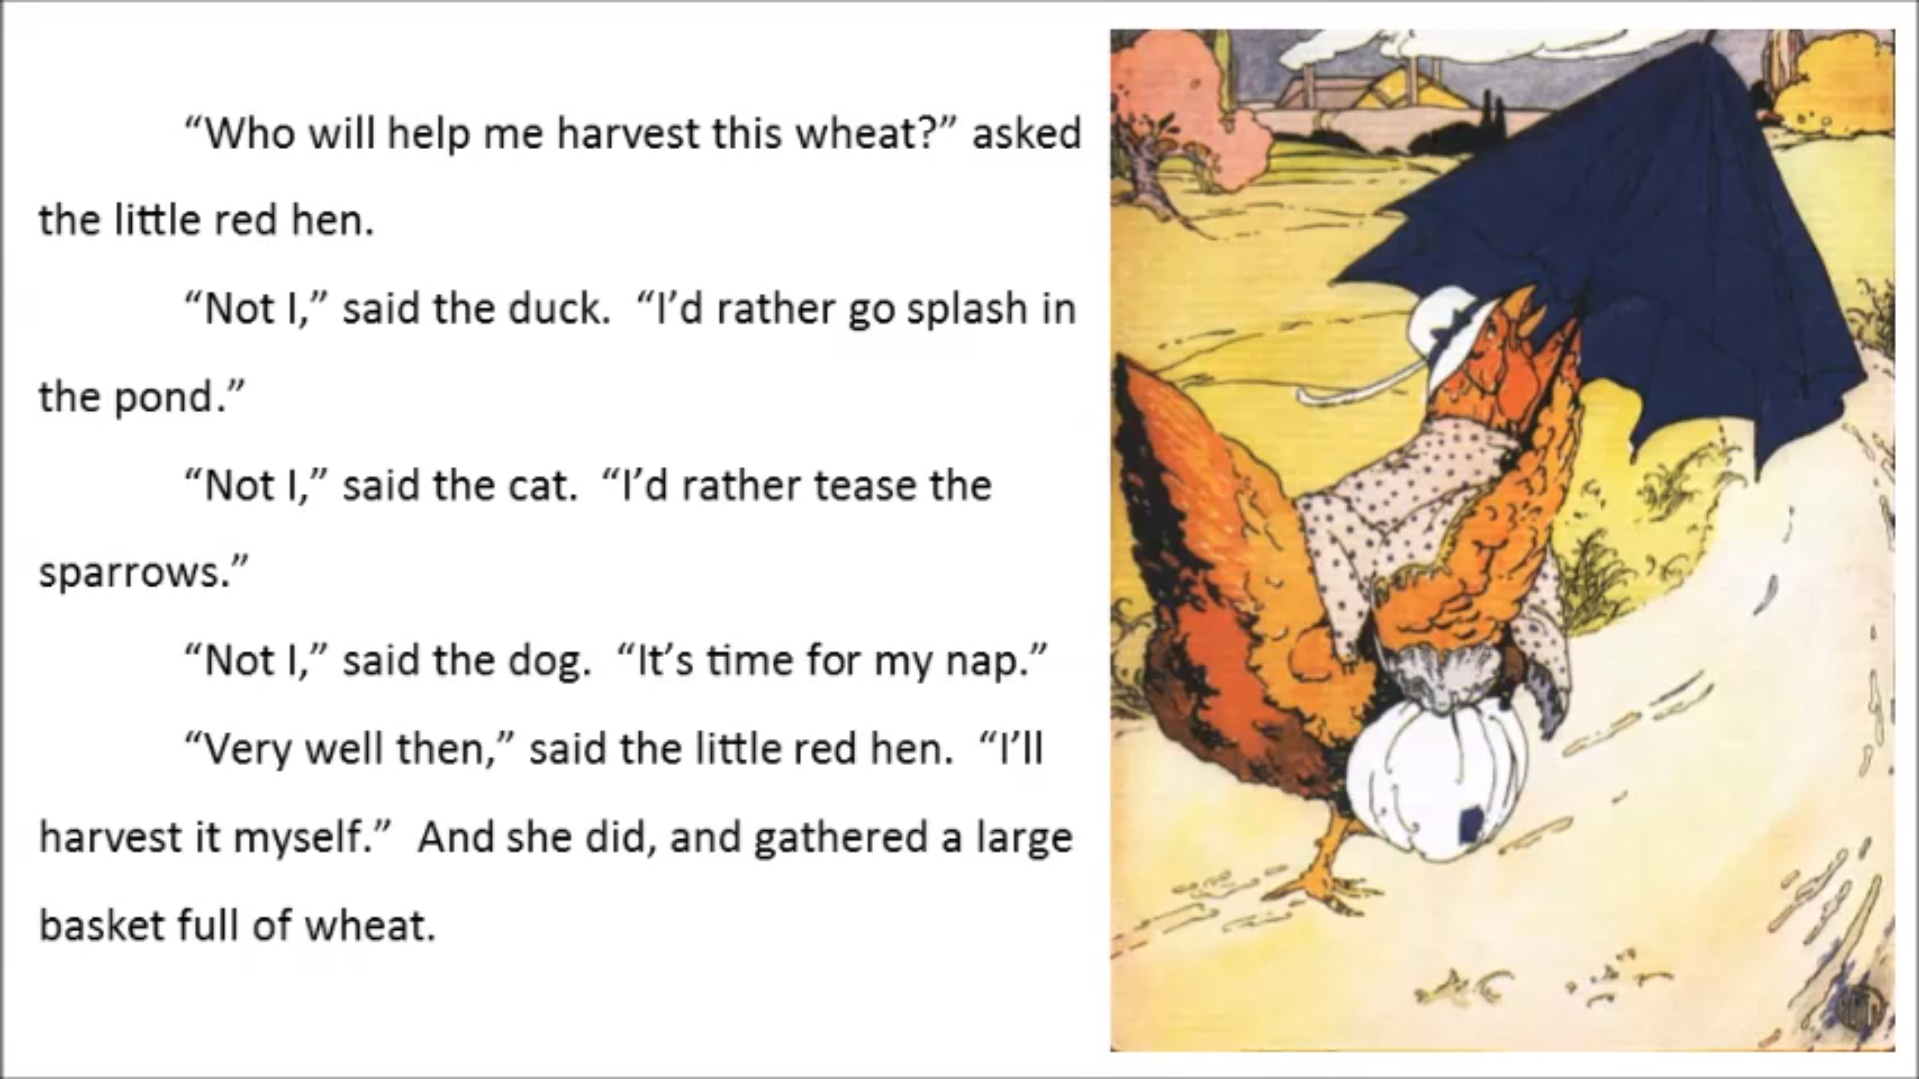 “Who will help me harvest this wheat?” asked
the little red hen.
“Not I,” said the duck.  “I’d rather go splash in
the pond.”
“Not I,” said the cat.  “I’d rather tease the
sparrows.”
“Not I,” said the dog.  “It’s time for my nap.”
“Very well then,” said the little red hen.  “I’ll
harvest it myself.”  And she did, and gathered a large
basket full of wheat.